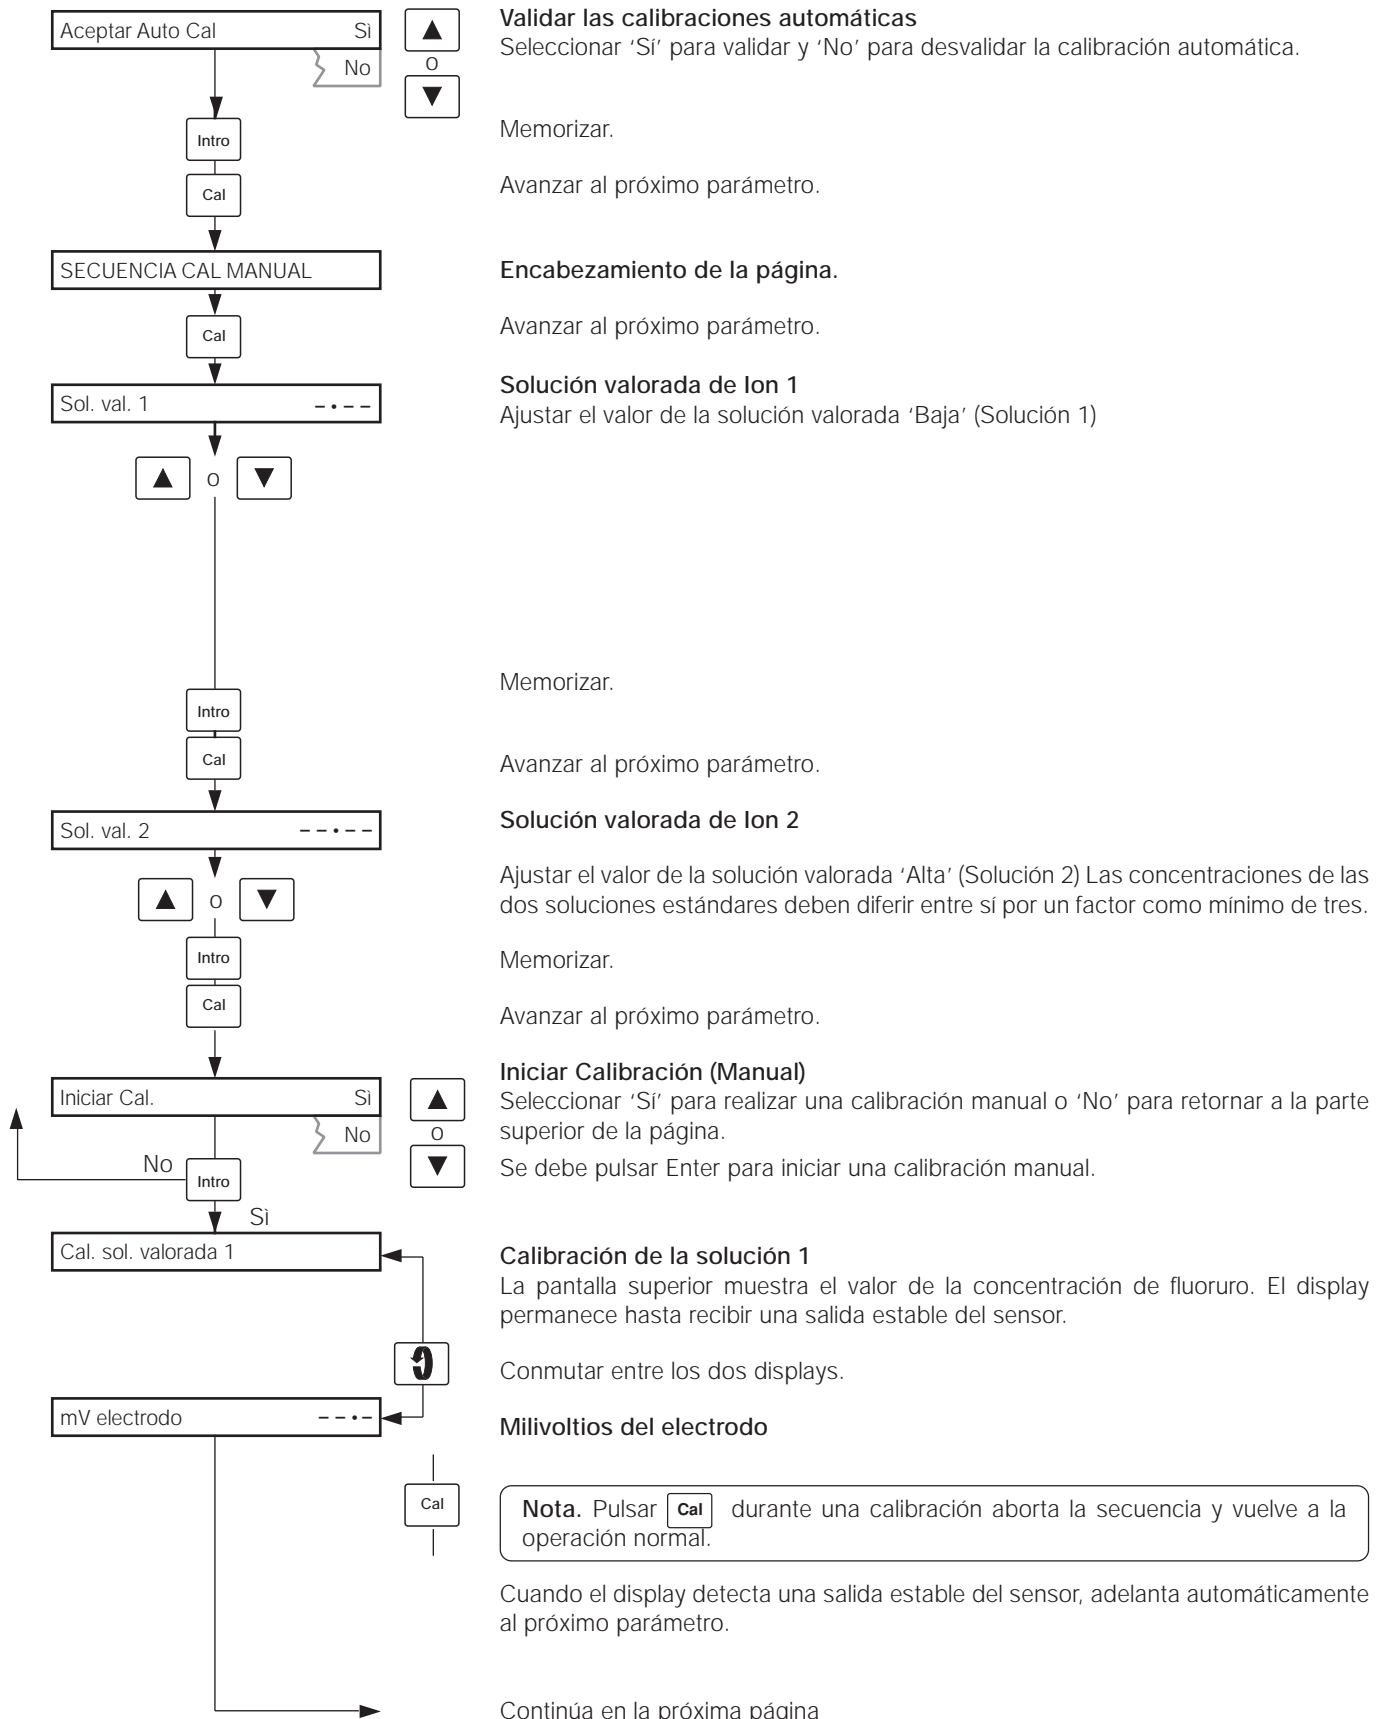 Aceptar Auto Cal Sì
No
o
Validar las calibraciones automáticas
Seleccionar ‘Sí’ para validar y ‘No’ para desvalidar la calibración automática.
Intro
Memorizar.
Cal
Avanzar al próximo parámetro.
SECUENCIA CAL MANUAL
Encabezamiento de la página.
Cal
Avanzar al próximo parámetro.
Sol. val. 1 – • – –
Solución valorada de Ion 1
Ajustar el valor de la solución valorada ‘Baja’ (Solución 1)
o
Intro
Memorizar.
Cal
Avanzar al próximo parámetro.
Sol. val. 2 – – • – –
Solución valorada de Ion 2
Ajustar el valor de la solución valorada ‘Alta’ (Solución 2) Las concentraciones de las
dos soluciones estándares deben diferir entre sí por un factor como mínimo de tres.
o
Intro
Memorizar.
Cal
Avanzar al próximo parámetro.
Iniciar Cal. Sì
No
o
Iniciar Calibración (Manual)
Seleccionar ‘Sí’ para realizar una calibración manual o ‘No’ para retornar a la parte
superior de la página.
Se debe pulsar Enter para iniciar una calibración manual.
No
Intro
Sì
Cal. sol. valorada 1
Calibración de la solución 1
La pantalla superior muestra el valor de la concentración de fluoruro. El display
permanece hasta recibir una salida estable del sensor.
Conmutar entre los dos displays.
mV electrodo – – • –
Milivoltios del electrodo
Cal
Nota. Pulsar Cal durante una calibración aborta la secuencia y vuelve a la
operación normal.
Cuando el display detecta una salida estable del sensor, adelanta automáticamente
al próximo parámetro.
Continúa en la próxima página